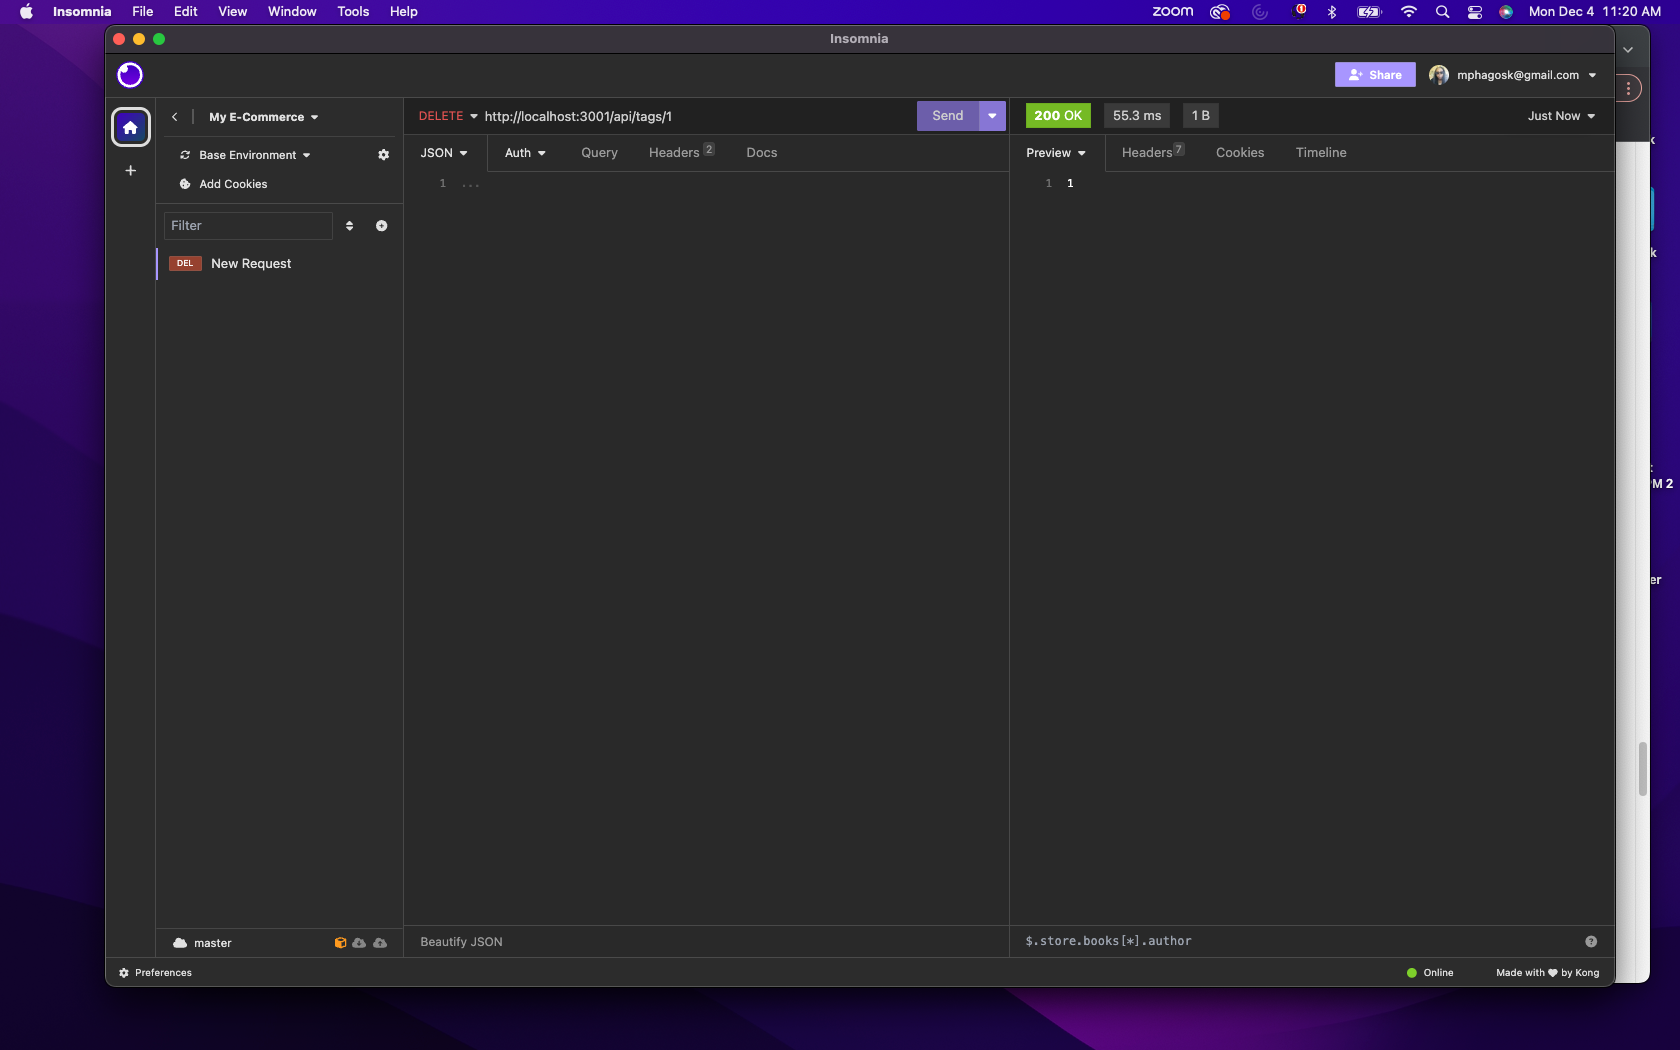 Insomnia File Edit View Window Tools Help zoom Mon Dec 4 11:20 AM
Insomnia
Share mphagosk@gmail.com
My E-Commerce
DELETE http://localhost:3001/api/tags/1 Send
200 OK 55.3 ms 1 B Just Now
Base Environment
JSON Auth Query Headers 2 Docs
Preview Headers 7 Cookies Timeline
Add Cookies
1 ...
1 1
Filter
DEL New Request
k
k
PM 2
er
master
Beautify JSON
$.store.books[*].author
Preferences
Online
Made with ♥ by Kong